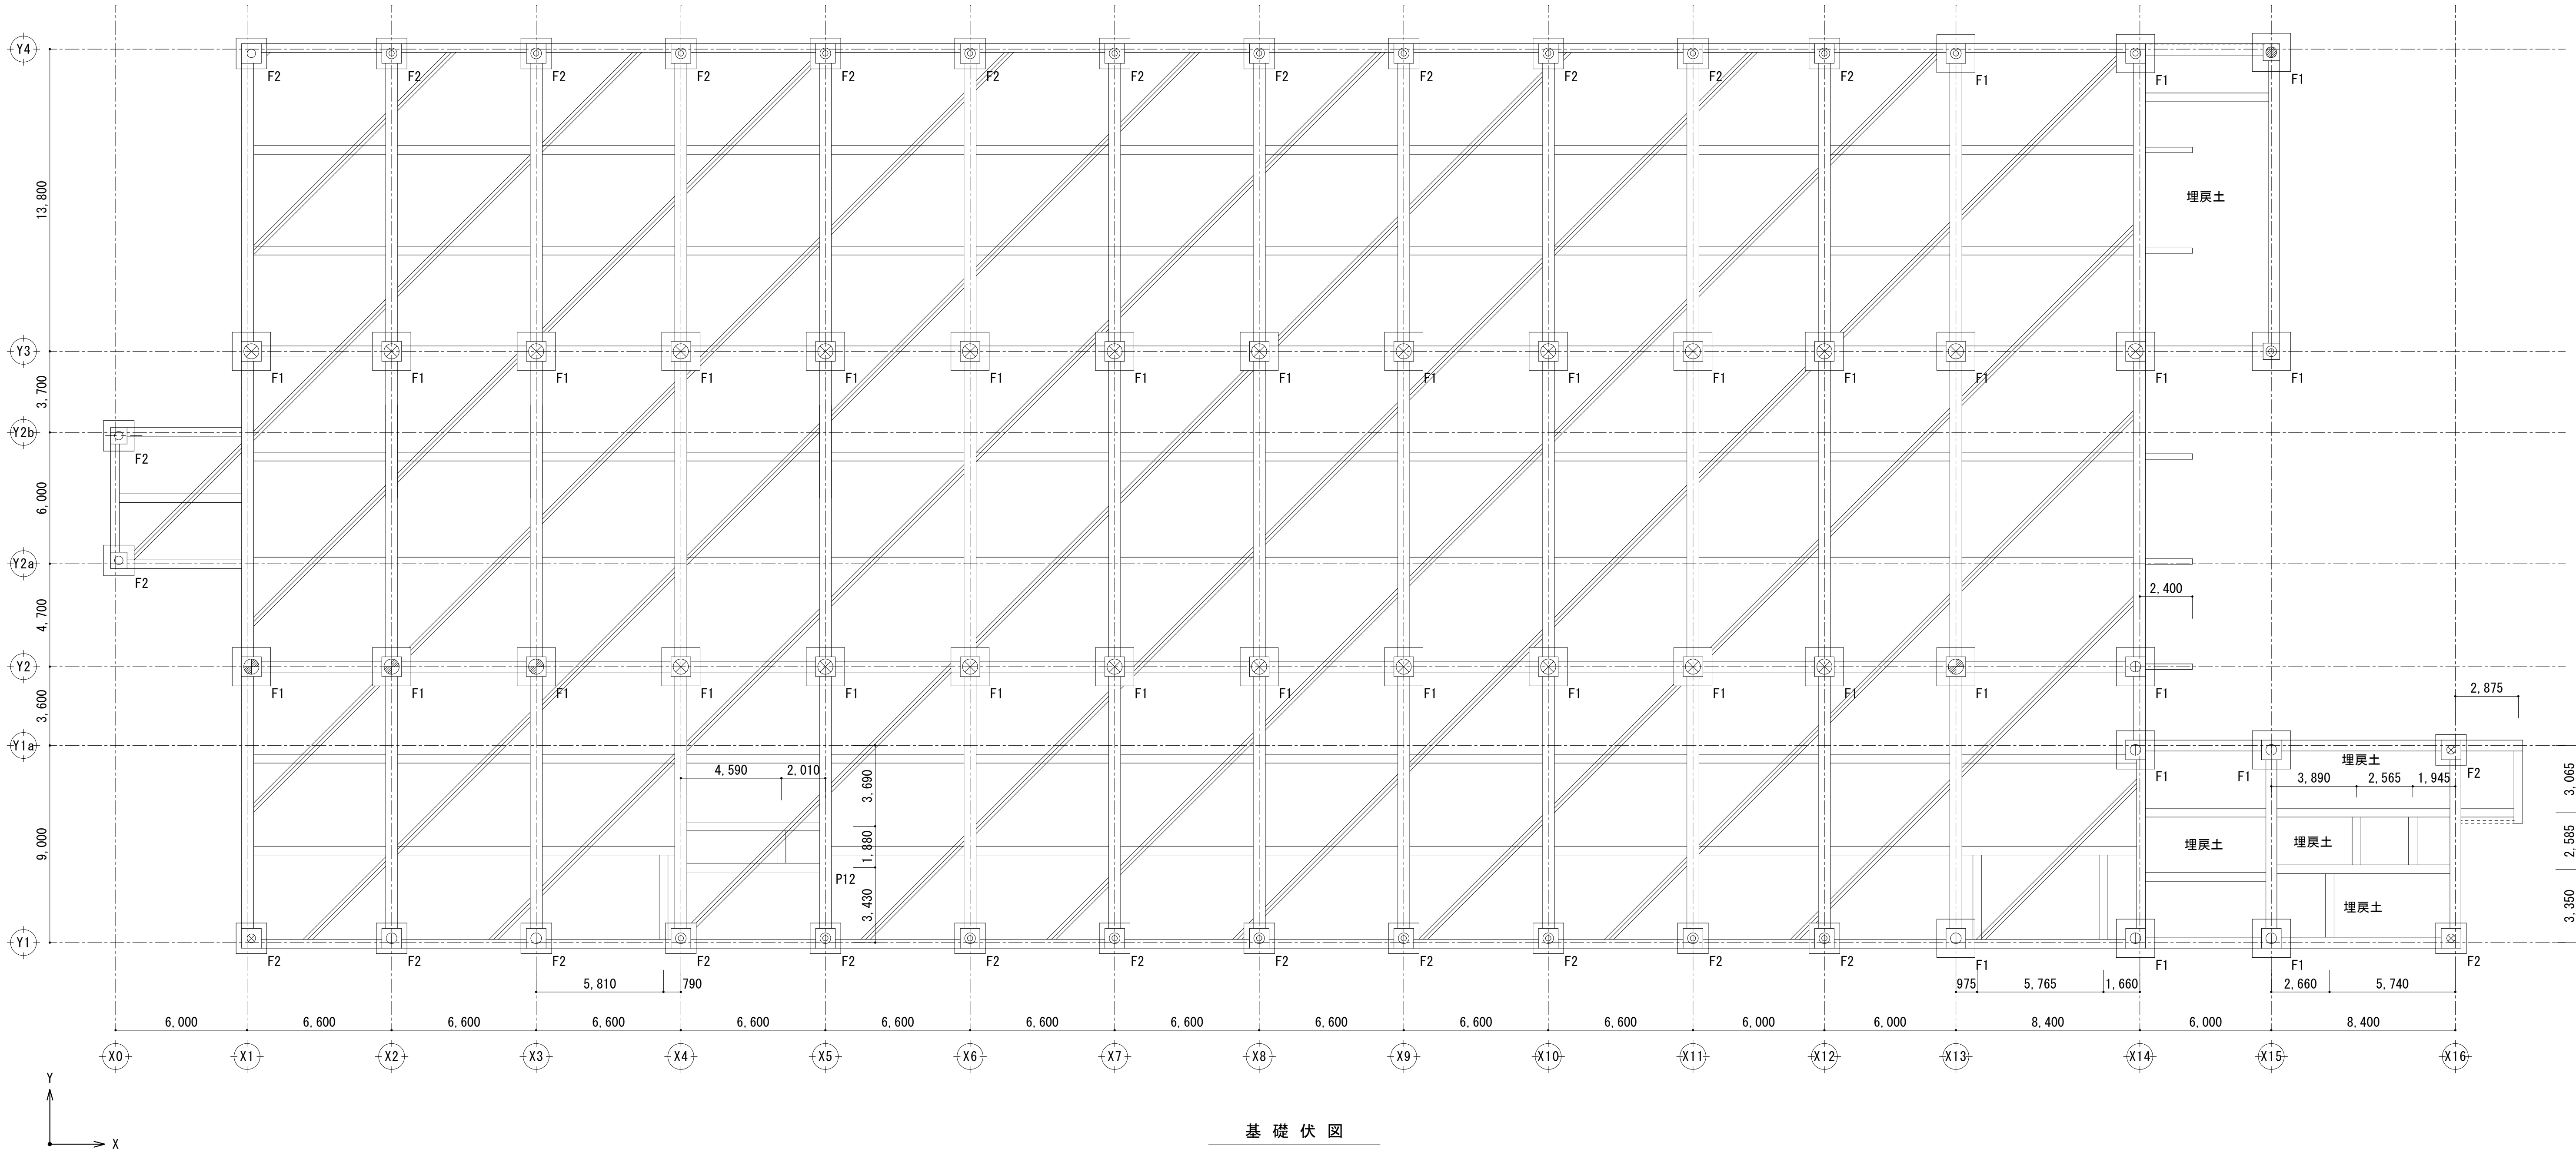 Y4
F2 F2 F2 F2 F2 F2 F2 F2 F2 F2 F2 F2 F1 F1 F1
13,800
埋戻土
Y3
F1 F1 F1 F1 F1 F1 F1 F1 F1 F1 F1 F1 F1 F1 F1
3,700
Y2b
F2
6,000
Y2a
F2
2,400
4,700
Y2
F1 F1 F1 F1 F1 F1 F1 F1 F1 F1 F1 F1 F1 F1
2,875
3,600
Y1a
埋戻土
F1 F1 F2
4,590 2,010 3,690
3,890 2,565 1,945 3,065
9,000
1,880
埋戻土 埋戻土 2,585
P12
3,430
埋戻土 3,350
Y1
F2 F2 F2 F2 F2 F2 F2 F2 F2 F2 F2 F2 F1 F1 F1 F2
5,810 790 975 5,765 1,660 2,660 5,740
6,000 6,600 6,600 6,600 6,600 6,600 6,600 6,600 6,600 6,600 6,600 6,000 6,000 8,400 6,000 8,400
X0 X1 X2 X3 X4 X5 X6 X7 X8 X9 X10 X11 X12 X13 X14 X15 X16
Y
X
基礎伏図